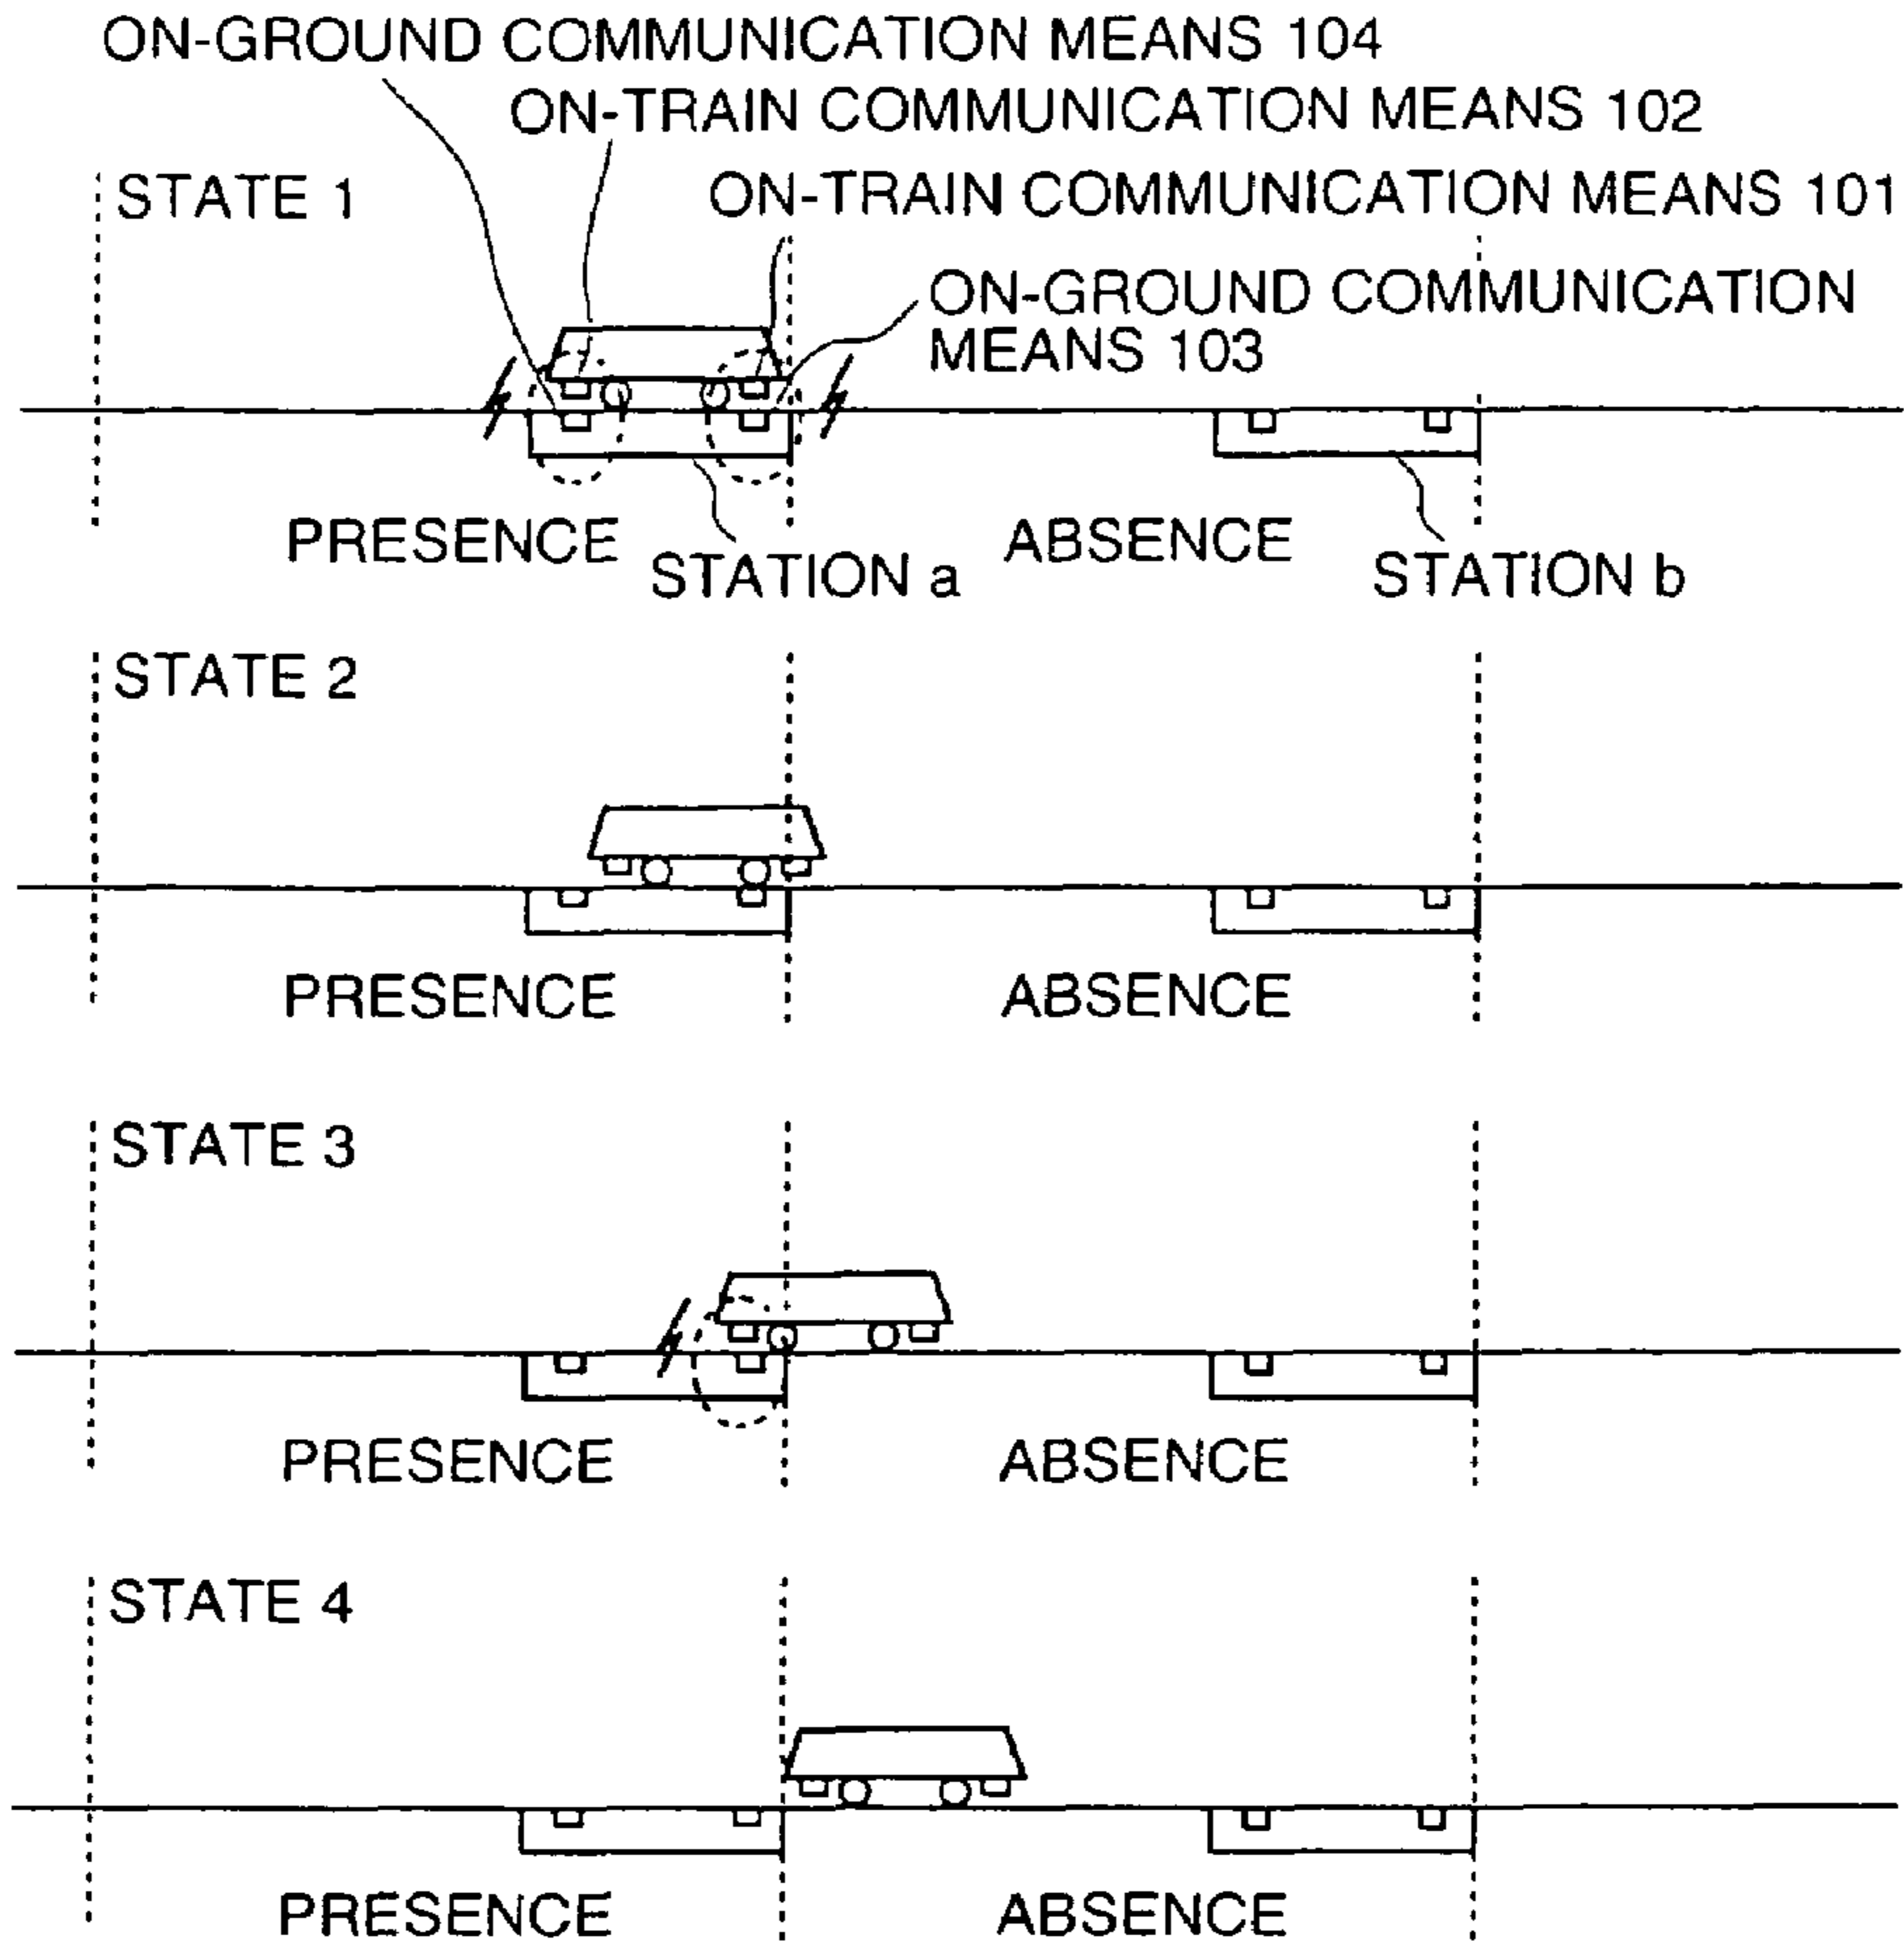 ON-GROUND COMMUNICATION MEANS 104
ON-TRAIN COMMUNICATION MEANS 102
STATE 1
ON-TRAIN COMMUNICATION MEANS 101
ON-GROUND COMMUNICATION
MEANS 103
PRESENCE
ABSENCE
STATION a
STATION b
STATE 2
PRESENCE
ABSENCE
STATE 3
PRESENCE
ABSENCE
STATE 4
PRESENCE
ABSENCE